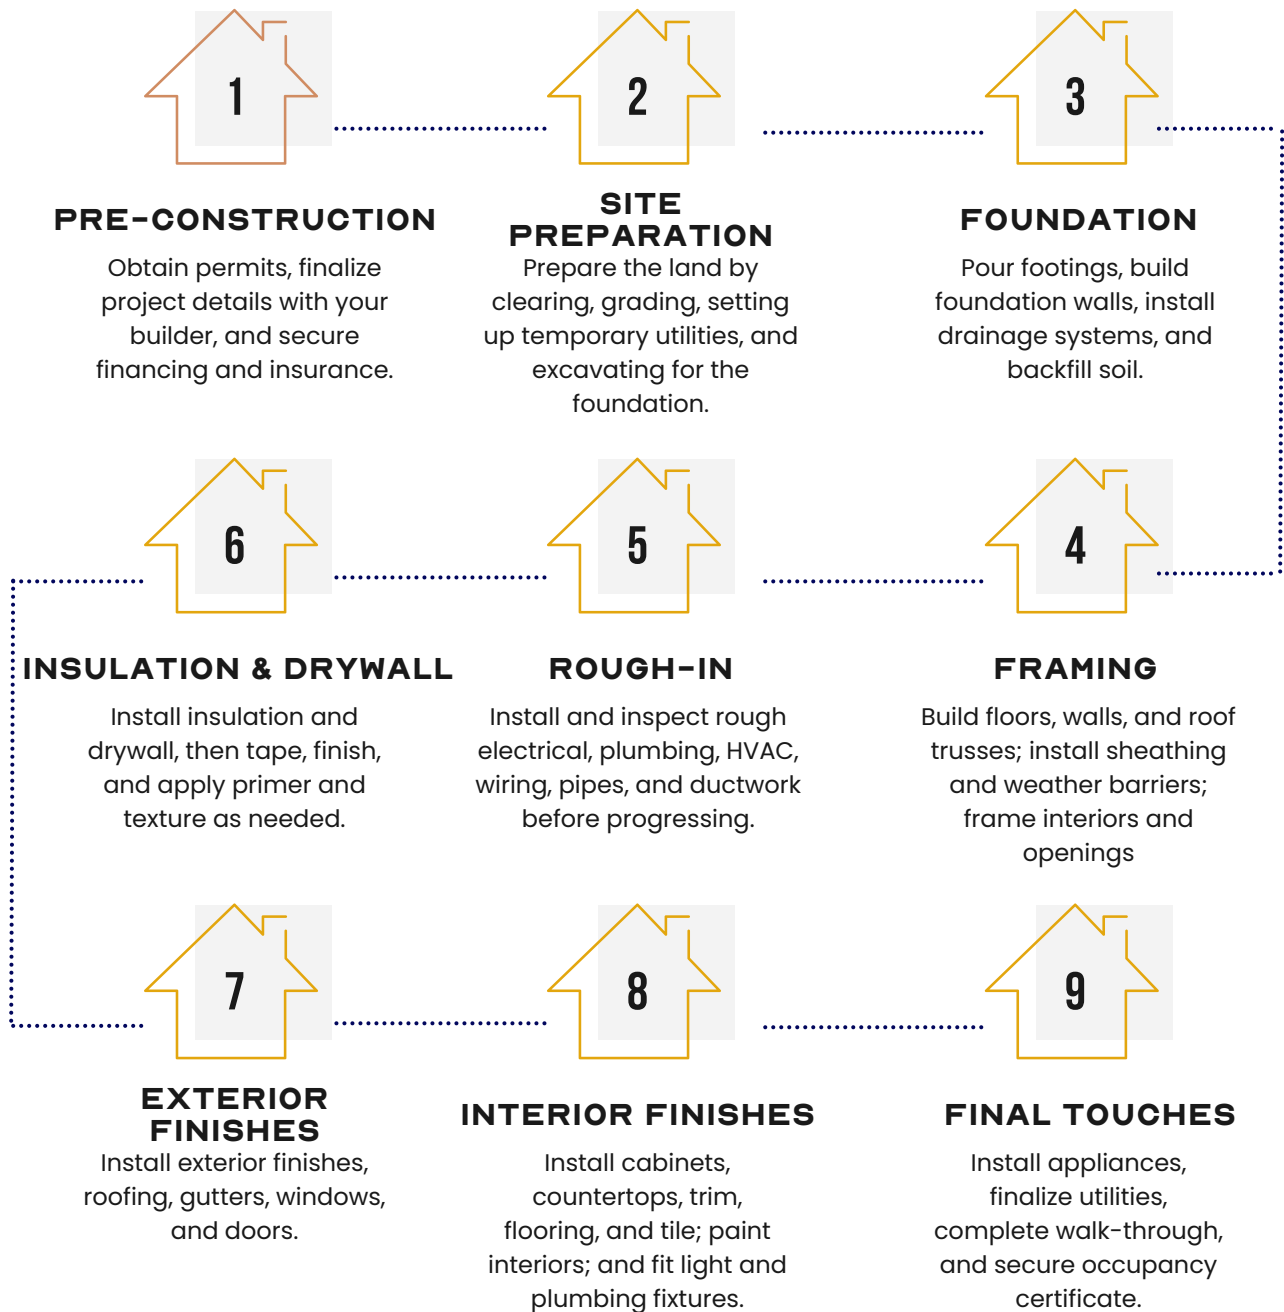 1
PRE-CONSTRUCTION
Obtain permits, finalize
project details with your
builder, and secure
financing and insurance.
2
SITE
PREPARATION
Prepare the land by
clearing, grading, setting
up temporary utilities, and
excavating for the
foundation.
3
FOUNDATION
Pour footings, build
foundation walls, install
drainage systems, and
backfill soil.
4
FRAMING
Build floors, walls, and roof
trusses; install sheathing
and weather barriers;
frame interiors and
openings
5
ROUGH-IN
Install and inspect rough
electrical, plumbing, HVAC,
wiring, pipes, and ductwork
before progressing.
6
INSULATION & DRYWALL
Install insulation and
drywall, then tape, finish,
and apply primer and
texture as needed.
7
EXTERIOR
FINISHES
Install exterior finishes,
roofing, gutters, windows,
and doors.
8
INTERIOR FINISHES
Install cabinets,
countertops, trim,
flooring, and tile; paint
interiors; and fit light and
plumbing fixtures.
9
FINAL TOUCHES
Install appliances,
finalize utilities,
complete walk-through,
and secure occupancy
certificate.